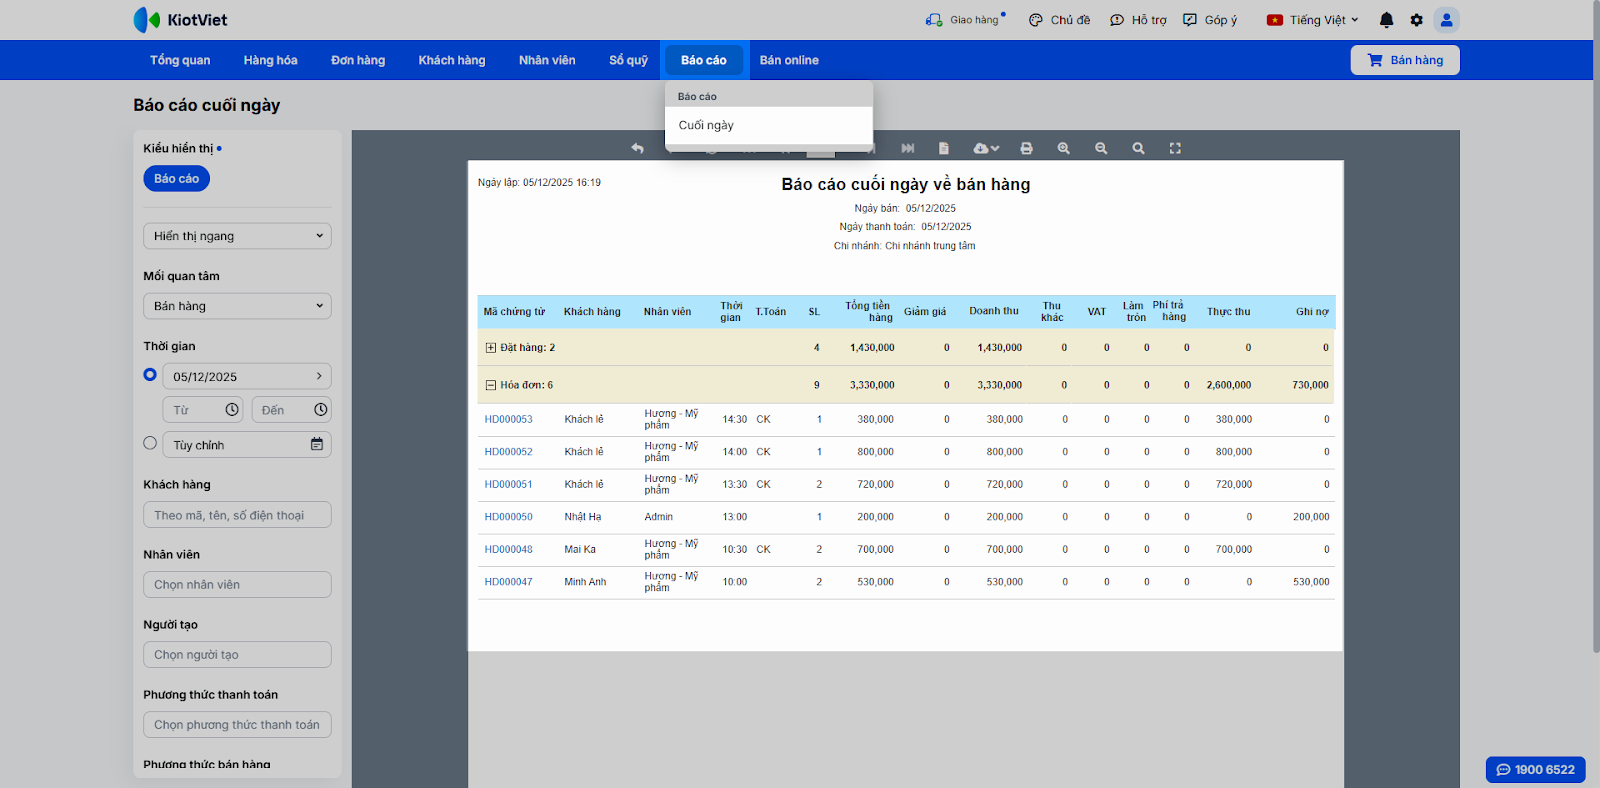 KiotViet
Giao hàng
Chủ đề
Hỗ trợ
Góp ý
Tiếng Việt
Tổng quan
Hàng hóa
Đơn hàng
Khách hàng
Nhân viên
Sổ quỹ
Báo cáo
Bán online
Bán hàng
Báo cáo
Cuối ngày
Báo cáo cuối ngày
Kiểu hiển thị
Báo cáo
Hiển thị ngang
Mối quan tâm
Bán hàng
Thời gian
05/12/2025
Từ
Đến
Tùy chỉnh
Khách hàng
Theo mã, tên, số điện thoại
Nhân viên
Chọn nhân viên
Người tạo
Chọn người tạo
Phương thức thanh toán
Chọn phương thức thanh toán
Phương thức bán hàng
Ngày lập: 05/12/2025 16:19
Báo cáo cuối ngày về bán hàng
Ngày bán: 05/12/2025
Ngày thanh toán: 05/12/2025
Chi nhánh: Chi nhánh trung tâm
Mã chứng từ Khách hàng Nhân viên Thời gian T.Toán SL Tổng tiền hàng Giảm giá Doanh thu Thu khác VAT Làm tròn Phí trả hàng Thực thu Ghi nợ
Đặt hàng: 2 4 1,430,000 0 1,430,000 0 0 0 0 0 0
Hóa đơn: 6 9 3,330,000 0 3,330,000 0 0 0 0 2,600,000 730,000
HD000053 Khách lẻ Hương - Mỹ phẩm 14:30 CK 1 380,000 0 380,000 0 0 0 0 380,000 0
HD000052 Khách lẻ Hương - Mỹ phẩm 14:00 CK 1 800,000 0 800,000 0 0 0 0 800,000 0
HD000051 Khách lẻ Hương - Mỹ phẩm 13:30 CK 2 720,000 0 720,000 0 0 0 0 720,000 0
HD000050 Nhật Hạ Admin 13:00 1 200,000 0 200,000 0 0 0 0 0 200,000
HD000048 Mai Ka Hương - Mỹ phẩm 10:30 CK 2 700,000 0 700,000 0 0 0 0 700,000 0
HD000047 Minh Anh Hương - Mỹ phẩm 10:00 2 530,000 0 530,000 0 0 0 0 0 530,000
1900 6522